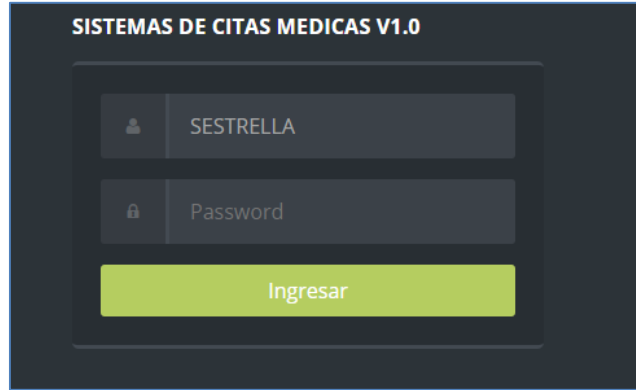 SISTEMAS DE CITAS MEDICAS V1.0
SESTRELLA
Password
Ingresar